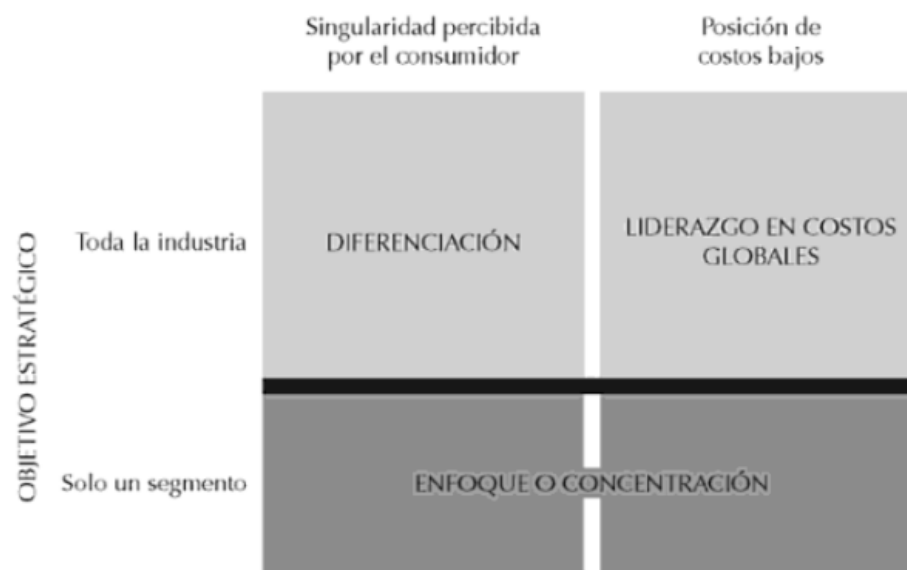 Singularidad percibida
por el consumidor
Posición de
costos bajos
OBJETIVO ESTRATÉGICO
Toda la industria
DIFERENCIACIÓN
LIDERAZGO EN COSTOS
GLOBALES
Solo un segmento
ENFOQUE O CONCENTRACIÓN